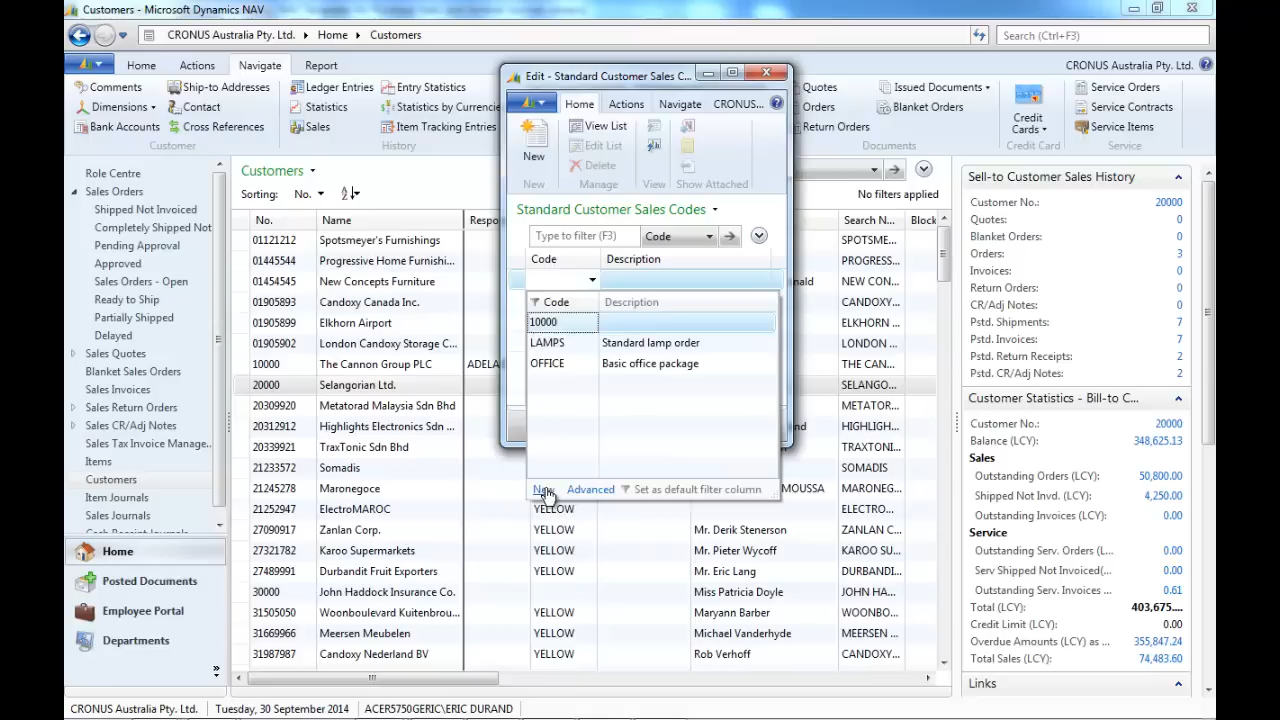 Customers - Microsoft Dynamics NAV
CRONUS Australia Pty. Ltd. Home Customers
Search (Ctrl+F3)
Home Actions Navigate Report
CRONUS Australia Pty. Ltd.
Comments
Dimensions
Bank Accounts
Ship-to Addresses
Contact
Cross References
Customer
Ledger Entries
Statistics
Sales
Entry Statistics
Statistics by Currencie
Item Tracking Entries
History
Quotes
Orders
Return Orders
Issued Documents
Blanket Orders
Documents
Credit
Cards
Credit Card
Service Orders
Service Contracts
Service Items
Service
Role Centre
Sales Orders
Shipped Not Invoiced
Completely Shipped Not
Pending Approval
Approved
Sales Orders - Open
Ready to Ship
Partially Shipped
Delayed
Sales Quotes
Blanket Sales Orders
Sales Invoices
Sales Return Orders
Sales CR/Adj Notes
Sales Tax Invoice Manage...
Items
Customers
Item Journals
Sales Journals
Cash Receipt Journals
Home
Posted Documents
Employee Portal
Departments
Customers
Sorting: No.
No filters applied
No. Name Respo Search N... Block
01121212 Spotsmeyer's Furnishings SPOTSME...
01445544 Progressive Home Furnishi... PROGRESS...
01454545 New Concepts Furniture nald NEW CON...
01905893 Candoxy Canada Inc. CANDOXY...
01905899 Elkhorn Airport ELKHORN...
01905902 London Candoxy Storage C... LONDON...
10000 The Cannon Group PLC ADELA THE CAN...
20000 Selangorian Ltd. SELANGO...
20309920 Metatorad Malaysia Sdn Bhd METATOR...
20312912 Highlights Electronics Sdn ... HIGHLIGH...
20339921 TraxTonic Sdn Bhd TRAXTONI...
21233572 Somadis SOMADIS
21245278 Maronegoce MOUSSA MARONEG...
21252947 ElectroMAROC YELLOW ELECTRO...
27090917 Zanlan Corp. YELLOW Mr. Derik Stenerson ZANLAN C...
27321782 Karoo Supermarkets YELLOW Mr. Pieter Wycoff KAROO SU...
27489991 Durbandit Fruit Exporters YELLOW Mr. Eric Lang DURBANDI...
30000 John Haddock Insurance Co. Miss Patricia Doyle JOHN HA...
31505050 Woonboulevard Kuitenbrou... YELLOW Maryann Barber WOONBO...
31669966 Meersen Meubelen YELLOW Michael Vanderhyde MEERSEN...
31987987 Candoxy Nederland BV YELLOW Rob Verhoff CANDOXY...
Edit - Standard Customer Sales C...
Home Actions Navigate CRONUS...
New
New
View List
Edit List
Delete
Manage
View
Show Attached
Standard Customer Sales Codes
Type to filter (F3) Code
Code Description
Code Description
10000
LAMPS Standard lamp order
OFFICE Basic office package
New Advanced Set as default filter column
Sell-to Customer Sales History
Customer No.: 20000
Quotes: 0
Blanket Orders: 0
Orders: 3
Invoices: 0
Return Orders: 0
CR/Adj Notes: 0
Pstd. Shipments: 7
Pstd. Invoices: 7
Pstd. Return Receipts: 2
Pstd. CR/Adj Notes: 2
Customer Statistics - Bill-to C...
Customer No.: 20000
Balance (LCY): 348,625.13
Sales
Outstanding Orders (LCY): 50,800.00
Shipped Not Invd. (LCY): 4,250.00
Outstanding Invoices (LCY): 0.00
Service
Outstanding Serv. Orders (L... 0.00
Serv Shipped Not Invoiced(... 0.00
Outstanding Serv. Invoices ... 0.61
Total (LCY): 403,675....
Credit Limit (LCY): 0.00
Overdue Amounts (LCY) as ... 355,847.24
Total Sales (LCY): 74,483.60
Links
CRONUS Australia Pty. Ltd. Tuesday, 30 September 2014 ACER5750GERIC\ERIC DURAND